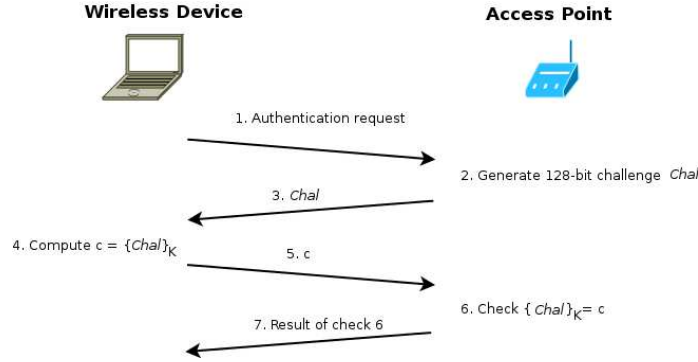 Wireless Device
Access Point
1. Authentication request
2. Generate 128-bit challenge Chal
3. Chal
4. Compute c = {Chal}K
5. c
6. Check { Chal}K= c
7. Result of check 6